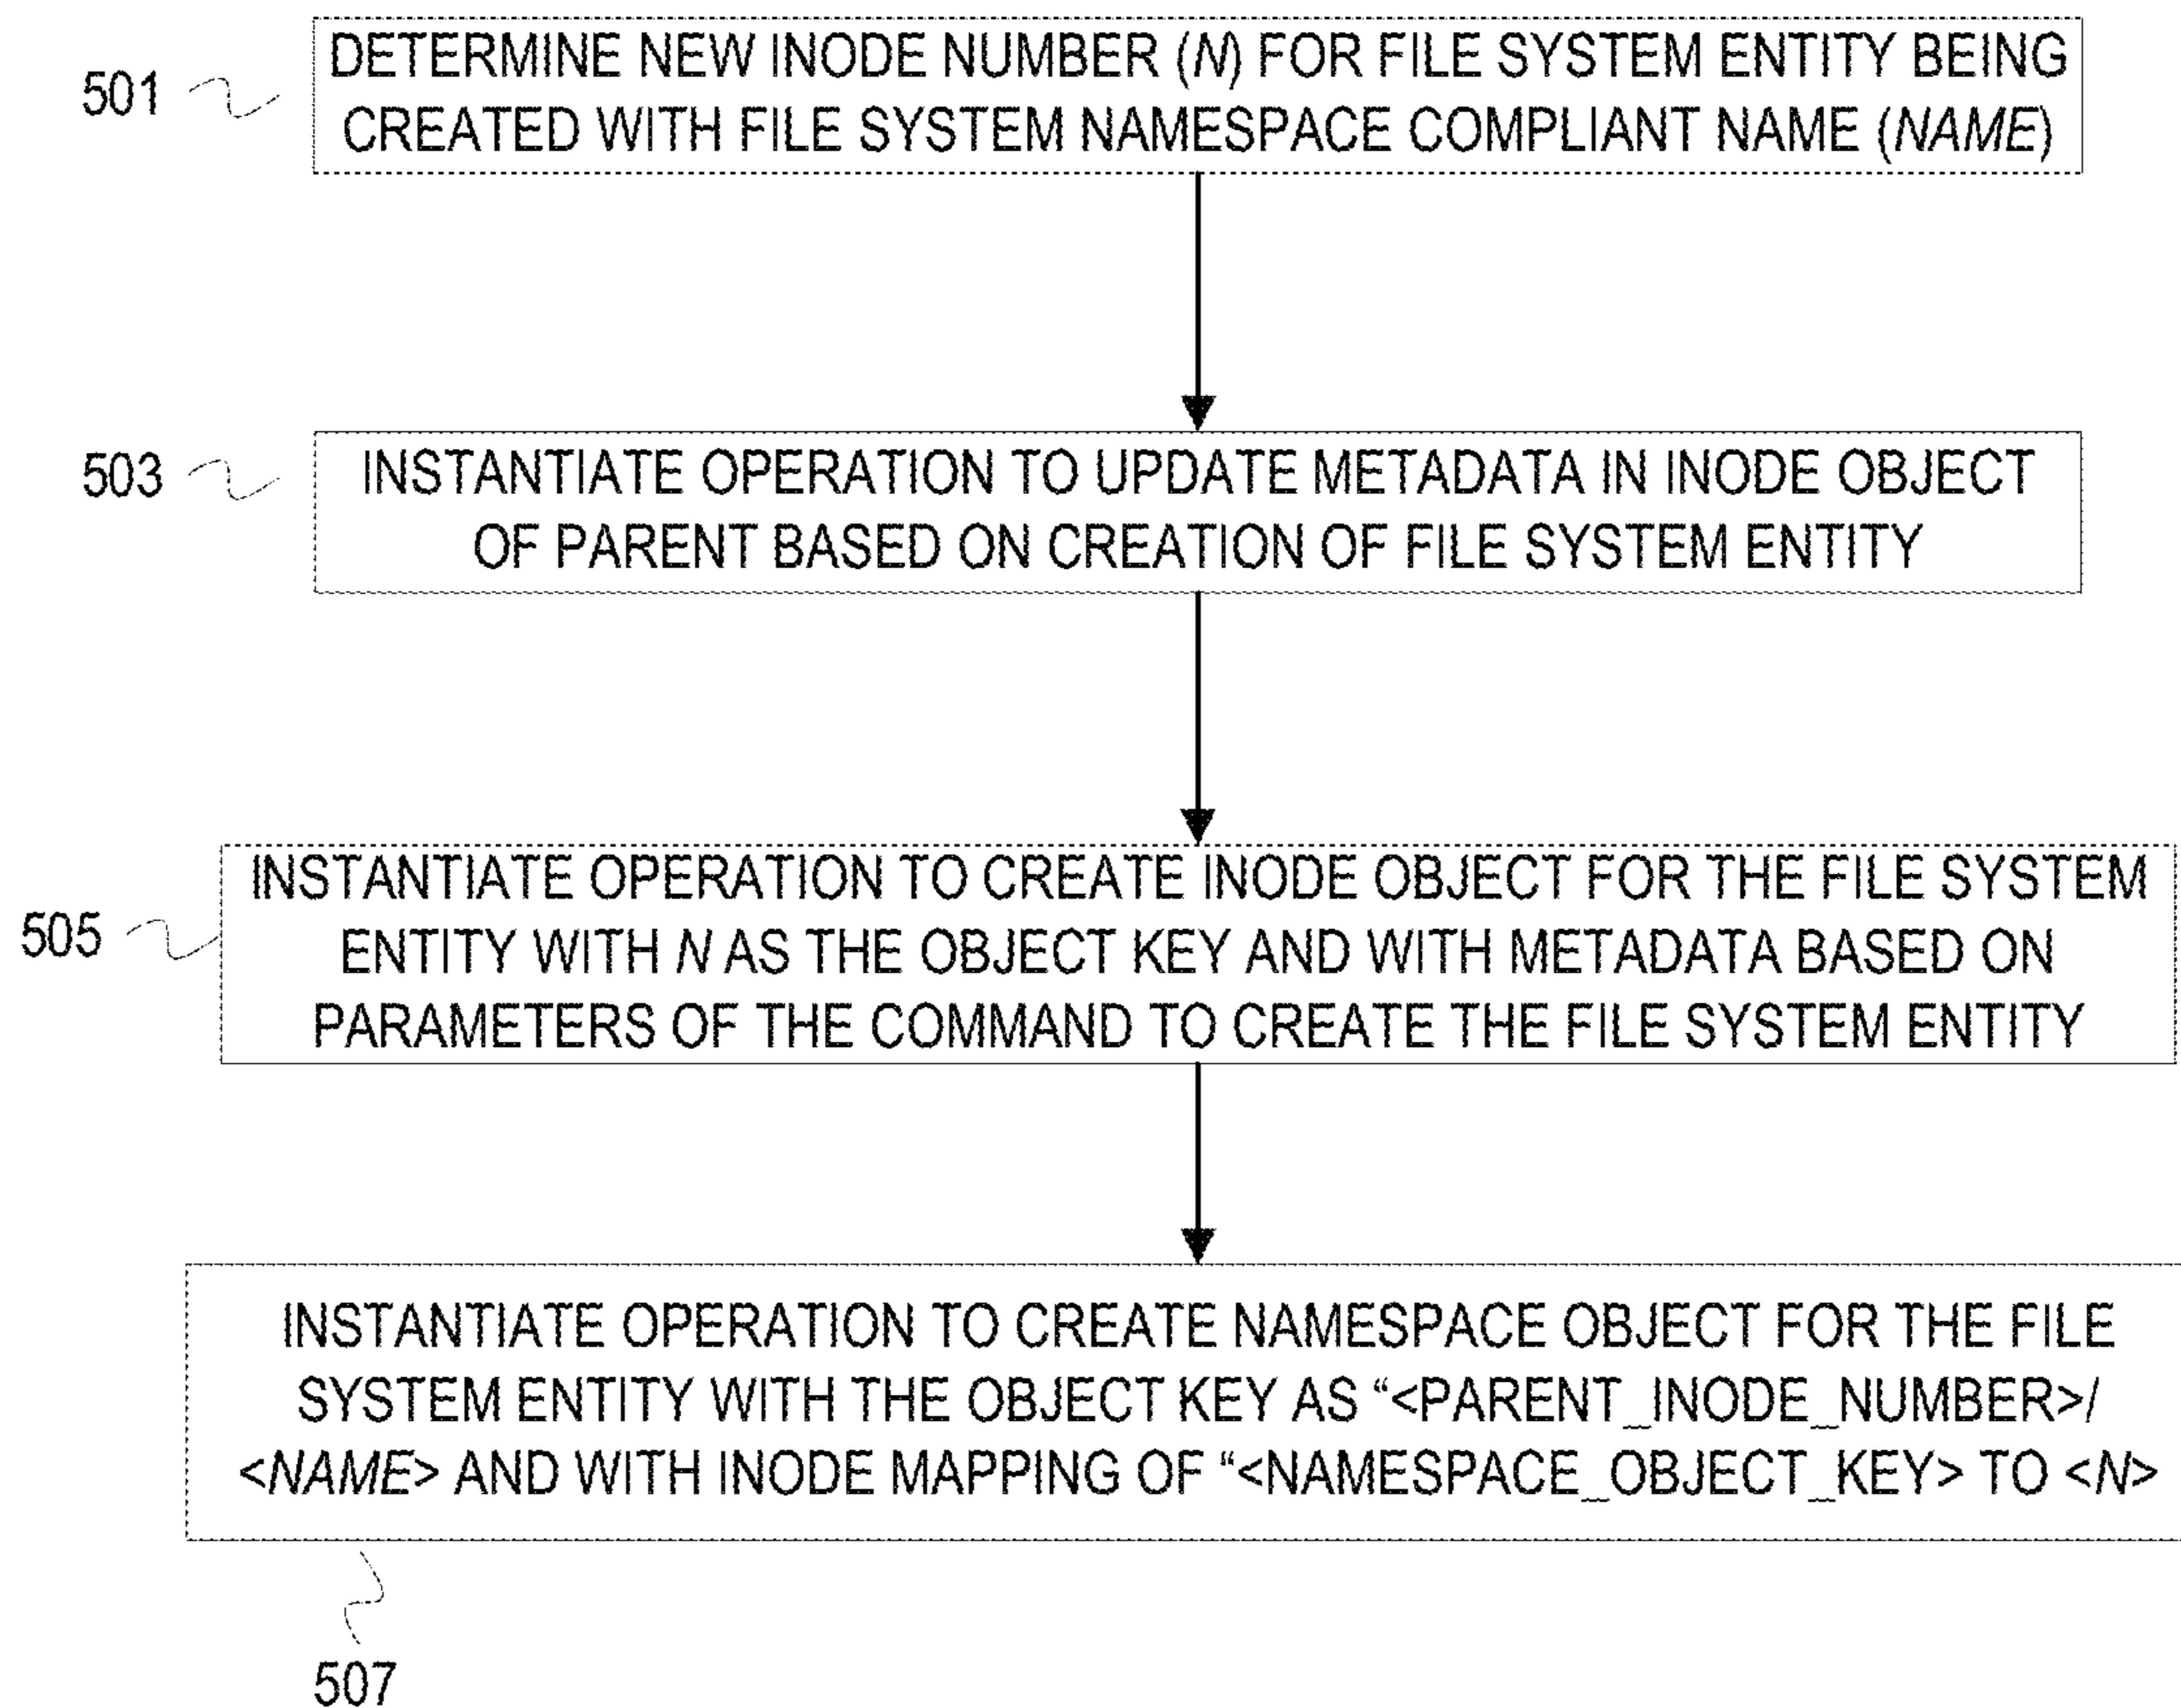 501
DETERMINE NEW INODE NUMBER (N) FOR FILE SYSTEM ENTITY BEING
CREATED WITH FILE SYSTEM NAMESPACE COMPLIANT NAME (NAME)
503
INSTANTIATE OPERATION TO UPDATE METADATA IN INODE OBJECT
OF PARENT BASED ON CREATION OF FILE SYSTEM ENTITY
505
INSTANTIATE OPERATION TO CREATE INODE OBJECT FOR THE FILE SYSTEM
ENTITY WITH N AS THE OBJECT KEY AND WITH METADATA BASED ON
PARAMETERS OF THE COMMAND TO CREATE THE FILE SYSTEM ENTITY
INSTANTIATE OPERATION TO CREATE NAMESPACE OBJECT FOR THE FILE
SYSTEM ENTITY WITH THE OBJECT KEY AS “<PARENT_INODE_NUMBER>/
<NAME> AND WITH INODE MAPPING OF “<NAMESPACE_OBJECT_KEY> TO <N>
507